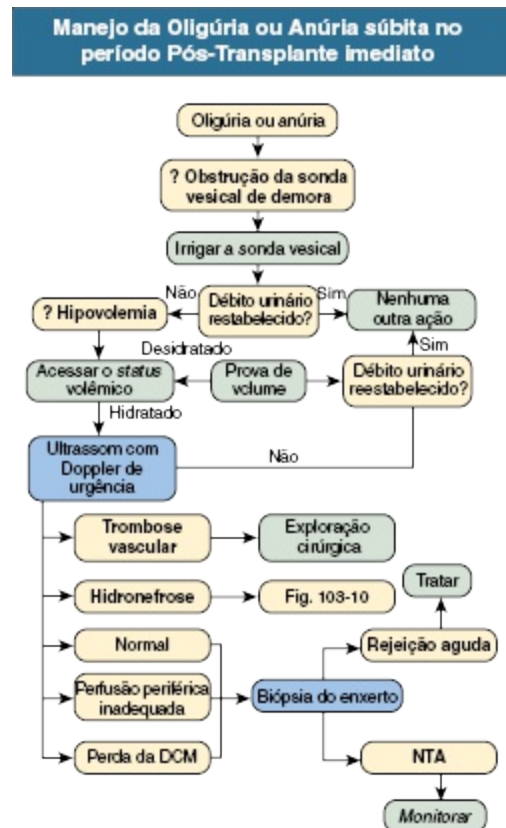 Manejo da Oligúria ou Anúria súbita no
período Pós-Transplante imediato
Oligúria ou anúria
? Obstrução da sonda
vesical de demora
Irrigar a sonda vesical
Não
Débito urinário
restabelecido?
Sim
Nenhuma
outra ação
? Hipovolemia
Desidratado
Sim
Acessar o status
volêmico
Prova de
volume
Débito urinário
reestabelecido?
Hidratado
Ultrassom com
Doppler de
urgência
Não
Trombose
vascular
Exploração
cirúrgica
Hidronefrose
Fig. 103-10
Tratar
Normal
Rejeição aguda
Perfusão periférica
inadequada
Biópsia do enxerto
Perda da DCM
NTA
Monitorar